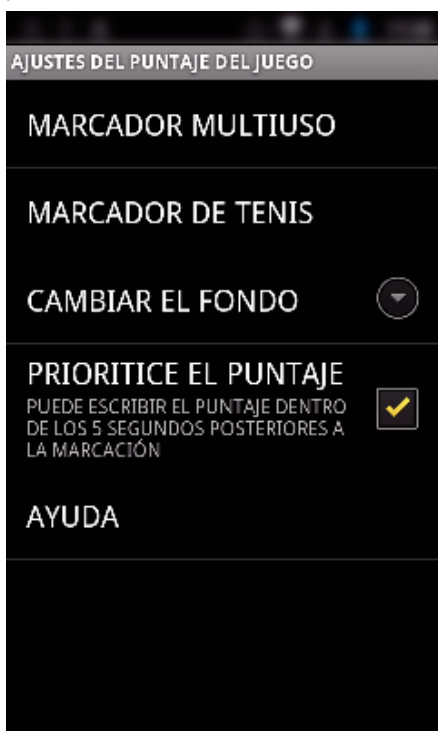 AJUSTES DEL PUNTAJE DEL JUEGO
MARCADOR MULTIUSO
MARCADOR DE TENIS
CAMBIAR EL FONDO
PRIORITICE EL PUNTAJE
PUEDE ESCRIBIR EL PUNTAJE DENTRO
DE LOS 5 SEGUNDOS POSTERIORES A
LA MARCACIÓN
AYUDA